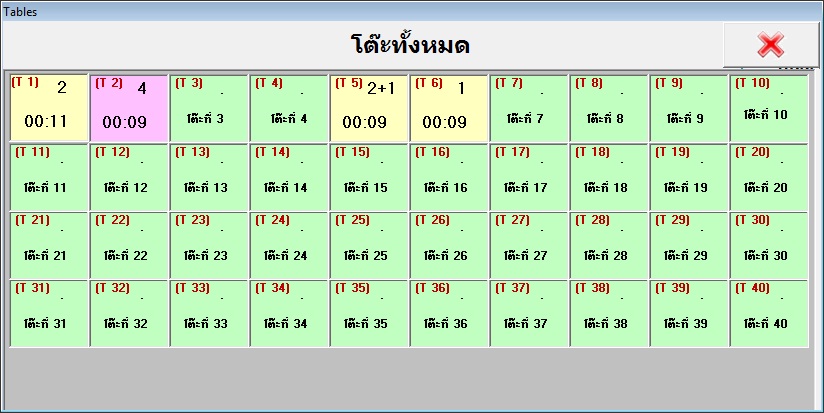 Tables
โต๊ะทั้งหมด
(T 1) 2 (T 2) 4 (T 3) . (T 4) . (T 5) 2+1 (T 6) 1 (T 7) . (T 8) . (T 9) . (T 10) .
00:11 00:09 โต๊ะที่ 3 โต๊ะที่ 4 00:09 00:09 โต๊ะที่ 7 โต๊ะที่ 8 โต๊ะที่ 9 โต๊ะที่ 10
(T 11) . (T 12) . (T 13) . (T 14) . (T 15) . (T 16) . (T 17) . (T 18) . (T 19) . (T 20) .
โต๊ะที่ 11 โต๊ะที่ 12 โต๊ะที่ 13 โต๊ะที่ 14 โต๊ะที่ 15 โต๊ะที่ 16 โต๊ะที่ 17 โต๊ะที่ 18 โต๊ะที่ 19 โต๊ะที่ 20
(T 21) . (T 22) . (T 23) . (T 24) . (T 25) . (T 26) . (T 27) . (T 28) . (T 29) . (T 30) .
โต๊ะที่ 21 โต๊ะที่ 22 โต๊ะที่ 23 โต๊ะที่ 24 โต๊ะที่ 25 โต๊ะที่ 26 โต๊ะที่ 27 โต๊ะที่ 28 โต๊ะที่ 29 โต๊ะที่ 30
(T 31) . (T 32) . (T 33) . (T 34) . (T 35) . (T 36) . (T 37) . (T 38) . (T 39) . (T 40) .
โต๊ะที่ 31 โต๊ะที่ 32 โต๊ะที่ 33 โต๊ะที่ 34 โต๊ะที่ 35 โต๊ะที่ 36 โต๊ะที่ 37 โต๊ะที่ 38 โต๊ะที่ 39 โต๊ะที่ 40